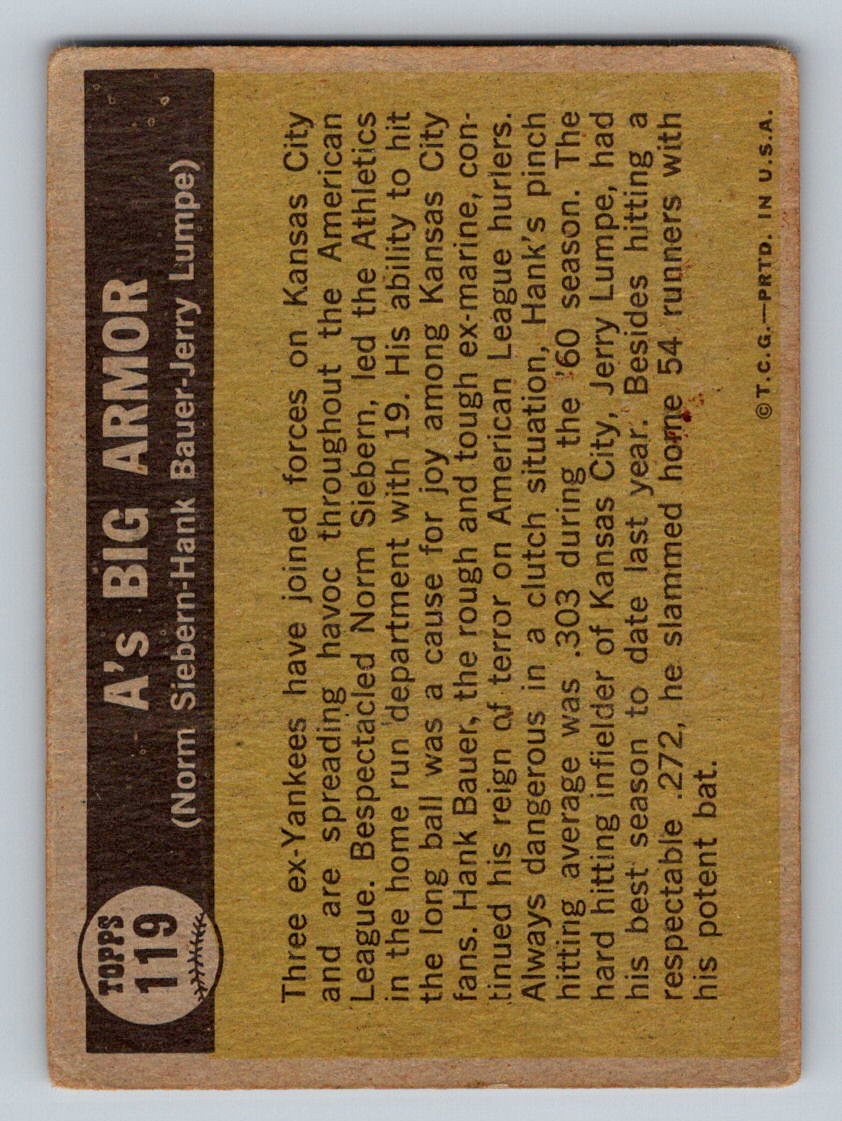 TOPPS
119
A's BIG ARMOR
(Norm Siebern-Hank Bauer-Jerry Lumpe)
Three ex-Yankees have joined forces on Kansas City
and are spreading havoc throughout the American
League. Bespectacled Norm Siebern, led the Athletics
in the home run department with 19. His ability to hit
the long ball was a cause for joy among Kansas City
fans. Hank Bauer, the rough and tough ex-marine, con-
tinued his reign of terror on American League hurlers.
Always dangerous in a clutch situation, Hank's pinch
hitting average was .303 during the '60 season. The
hard hitting infielder of Kansas City, Jerry Lumpe, had
his best season to date last year. Besides hitting a
respectable .272, he slammed home 54 runners with
his potent bat.
©T.C.G.—PRTD. IN U.S.A.